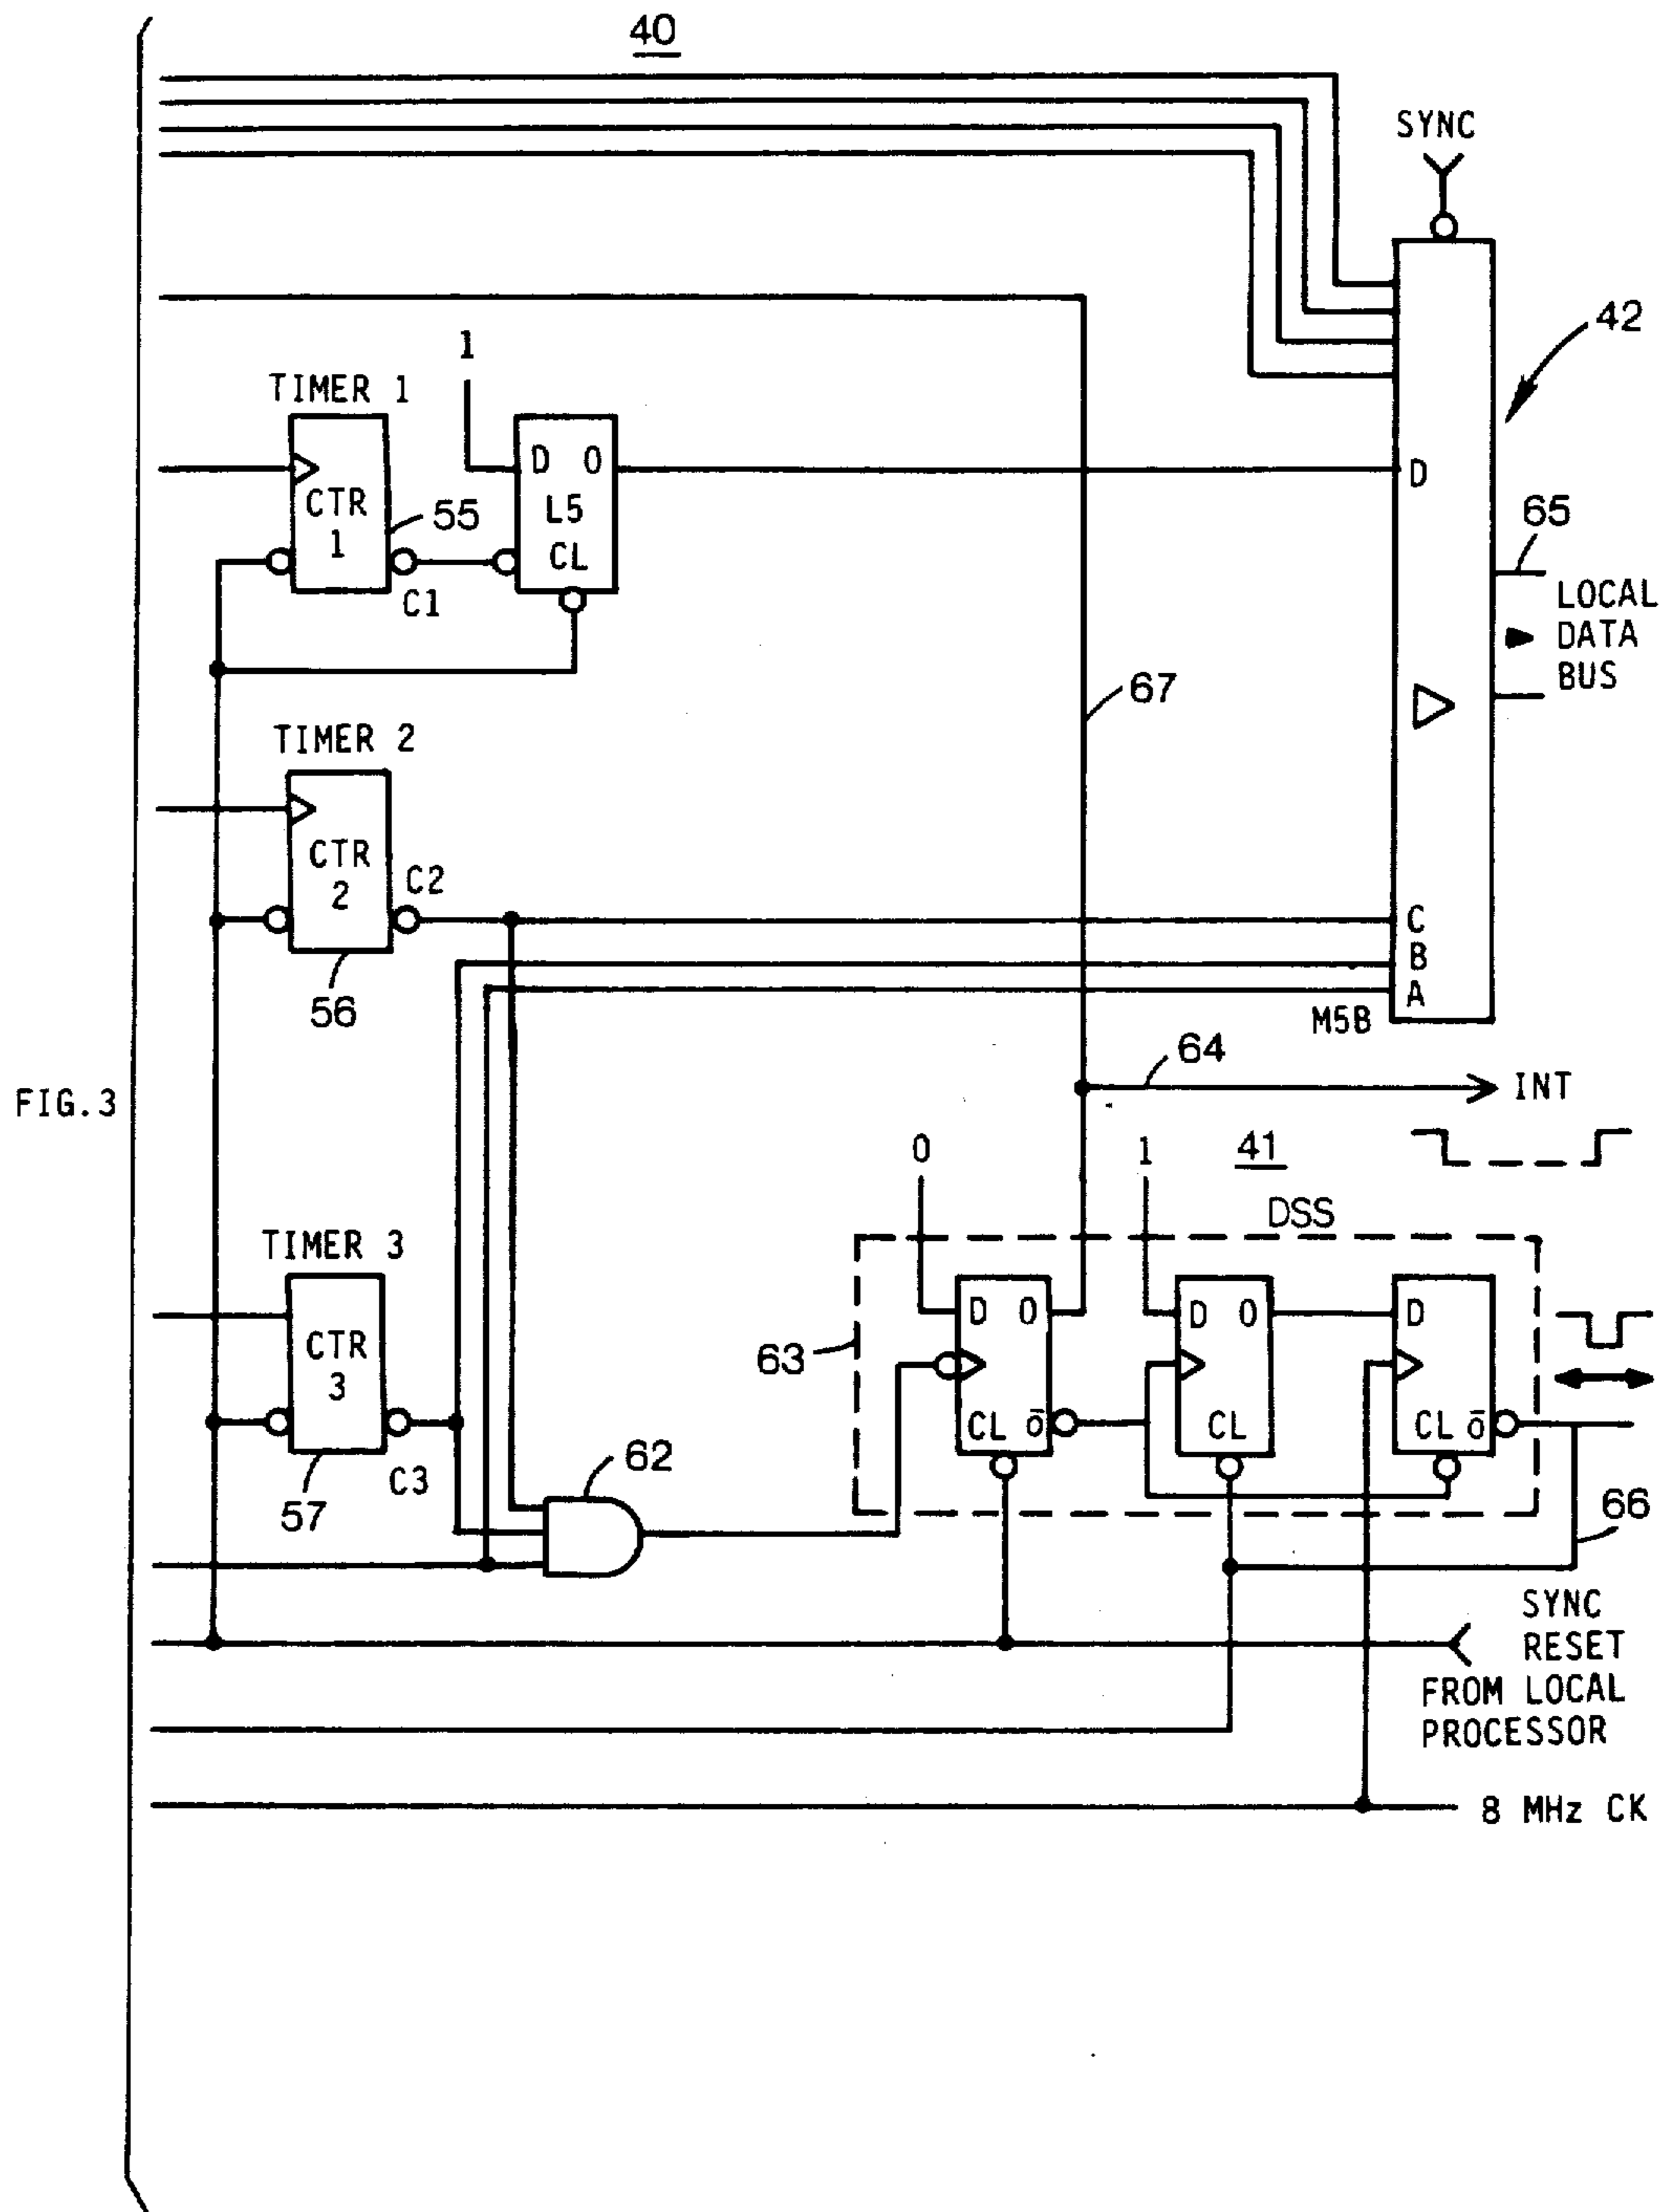 40
SYNC
42
1
TIMER 1
D 0
L5
CL
CTR
1
55
C1
D
65
LOCAL
DATA
BUS
67
TIMER 2
CTR
2
C2
56
C
B
A
M5B
64
INT
FIG.3
0
1
41
DSS
TIMER 3
CTR
3
C3
57
62
63
D 0
CL o̅
D 0
CL
D
CL o̅
66
SYNC
RESET
FROM LOCAL
PROCESSOR
8 MHz CK